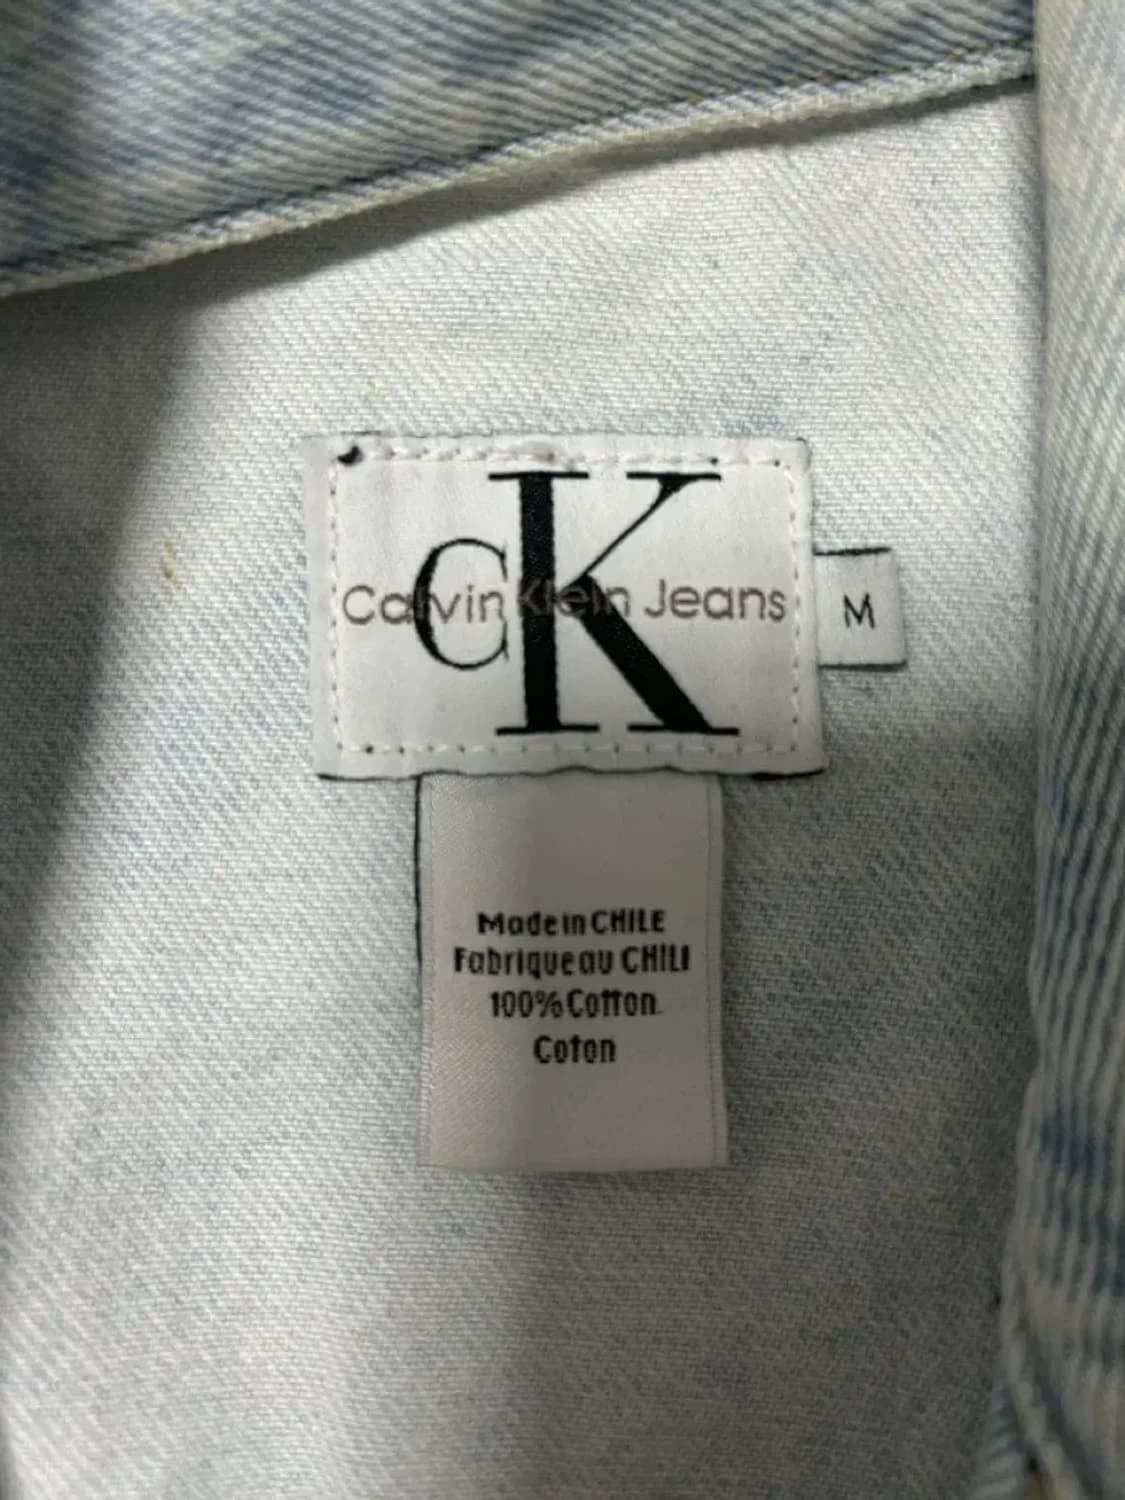 CK
Calvin Klein Jeans
M
Made in CHILE
Fabrique au CHILI
100% Cotton
Coton